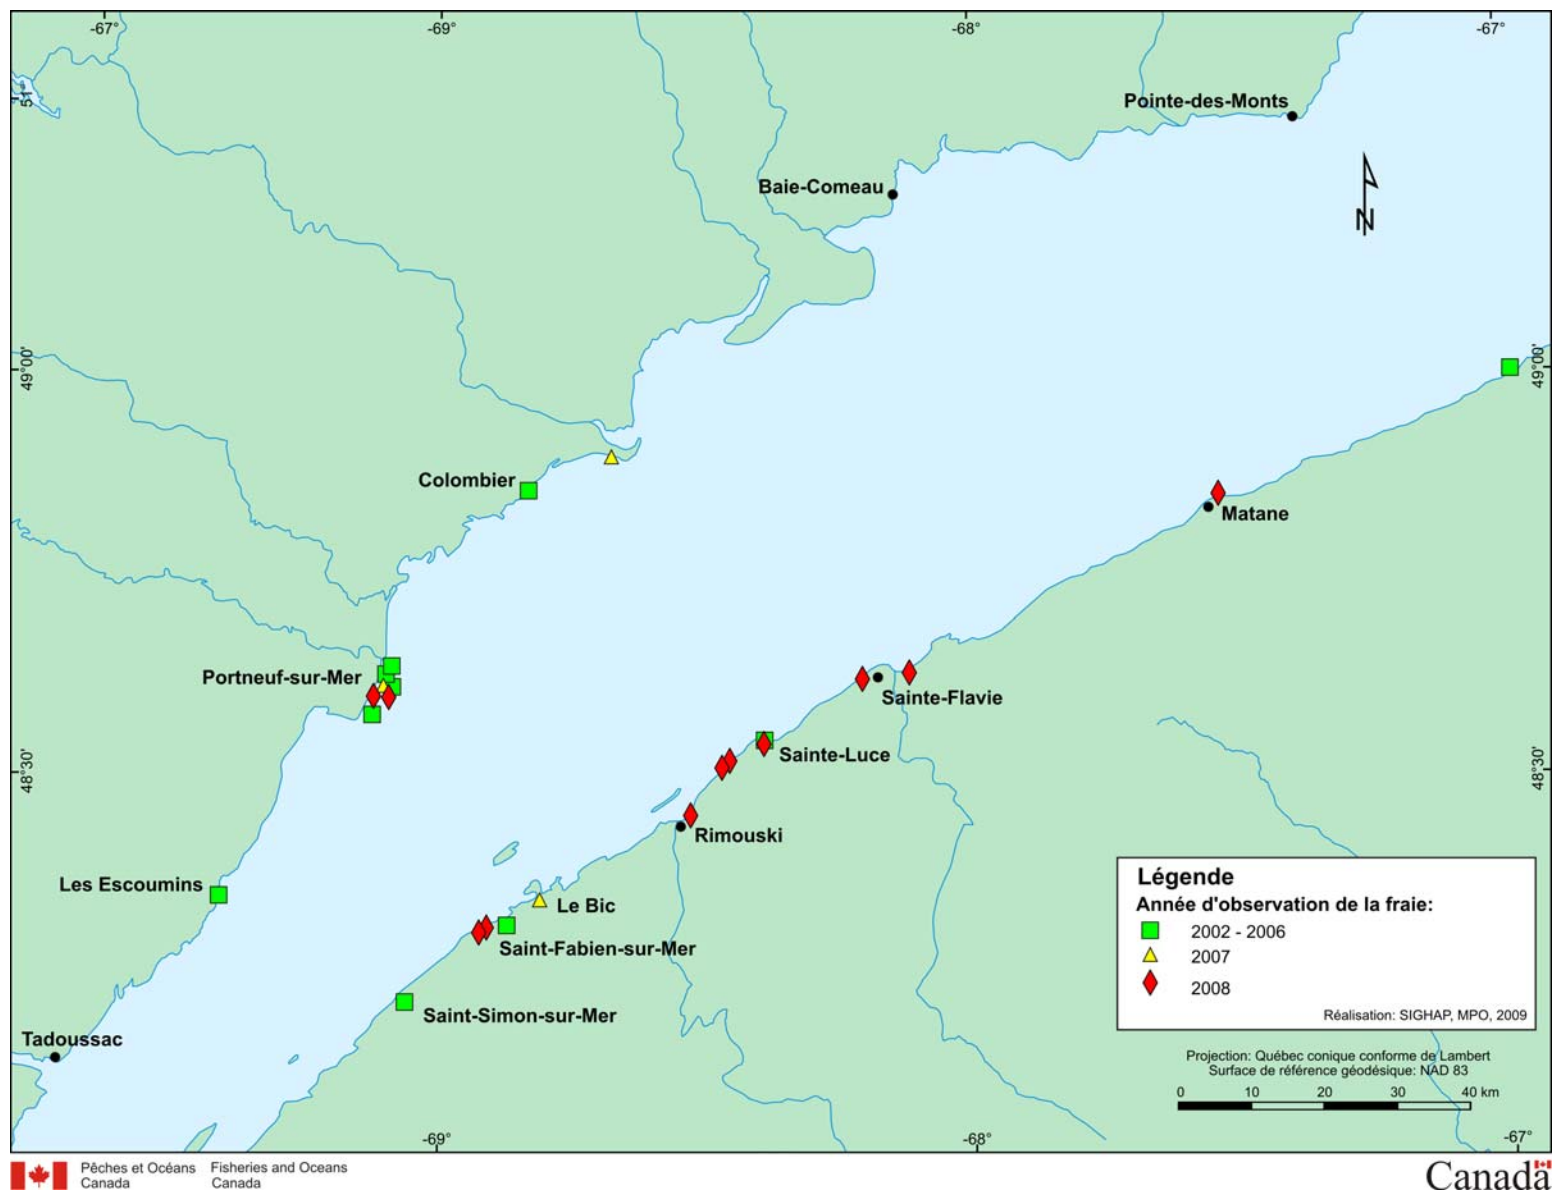 -67°
-69°
-68°
-67°
51°
Pointe-des-Monts
Baie-Comeau
N
49°00'
49°00'
Colombier
Matane
Portneuf-sur-Mer
Sainte-Flavie
Sainte-Luce
48°30'
48°30'
Rimouski
Les Escoumins
Le Bic
Saint-Fabien-sur-Mer
Saint-Simon-sur-Mer
Tadoussac
Légende
Année d'observation de la fraie:
2002 - 2006
2007
2008
Réalisation: SIGHAP, MPO, 2009
Projection: Québec conique conforme de Lambert
Surface de référence géodésique: NAD 83
0 10 20 30 40 km
-69°
-68°
-67°
Pêches et Océans Canada
Fisheries and Oceans Canada
Canada